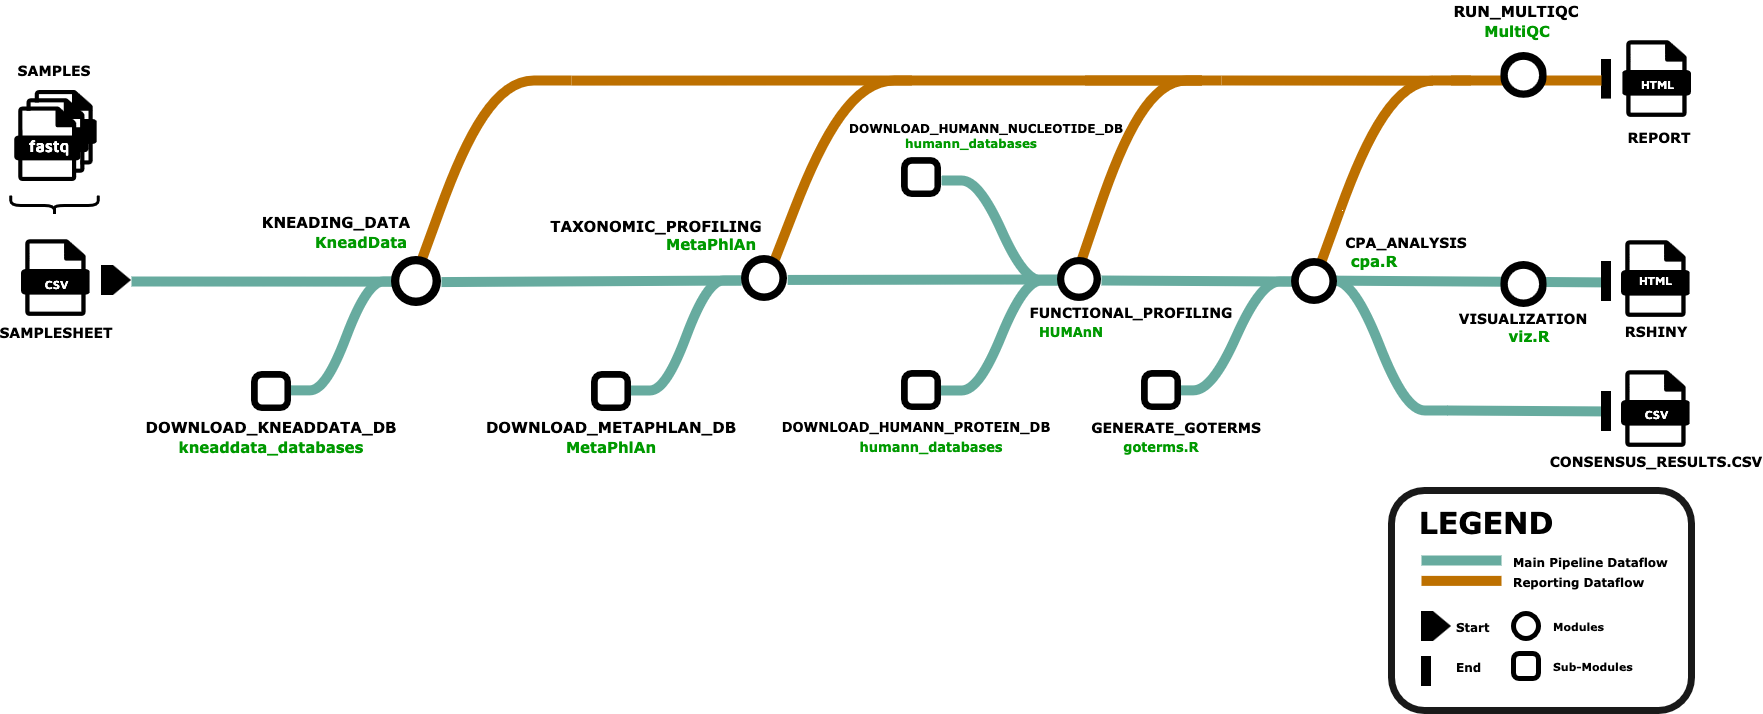 RUN_MULTIQC
MultiQC
SAMPLES
fastq
HTML
REPORT
DOWNLOAD_HUMANN_NUCLEOTIDE_DB
humann_databases
KNEADING_DATA
KneadData
TAXONOMIC_PROFILING
MetaPhlAn
CPA_ANALYSIS
cpa.R
CSV
SAMPLESHEET
FUNCTIONAL_PROFILING
HUMAnN
VISUALIZATION
viz.R
HTML
RSHINY
DOWNLOAD_KNEADDATA_DB
kneaddata_databases
DOWNLOAD_METAPHLAN_DB
MetaPhlAn
DOWNLOAD_HUMANN_PROTEIN_DB
humann_databases
GENERATE_GOTERMS
goterms.R
CSV
CONSENSUS_RESULTS.CSV
LEGEND
Main Pipeline Dataflow
Reporting Dataflow
Start
Modules
End
Sub-Modules